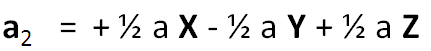 a₂ = + ½ a X - ½ a Y + ½ a Z